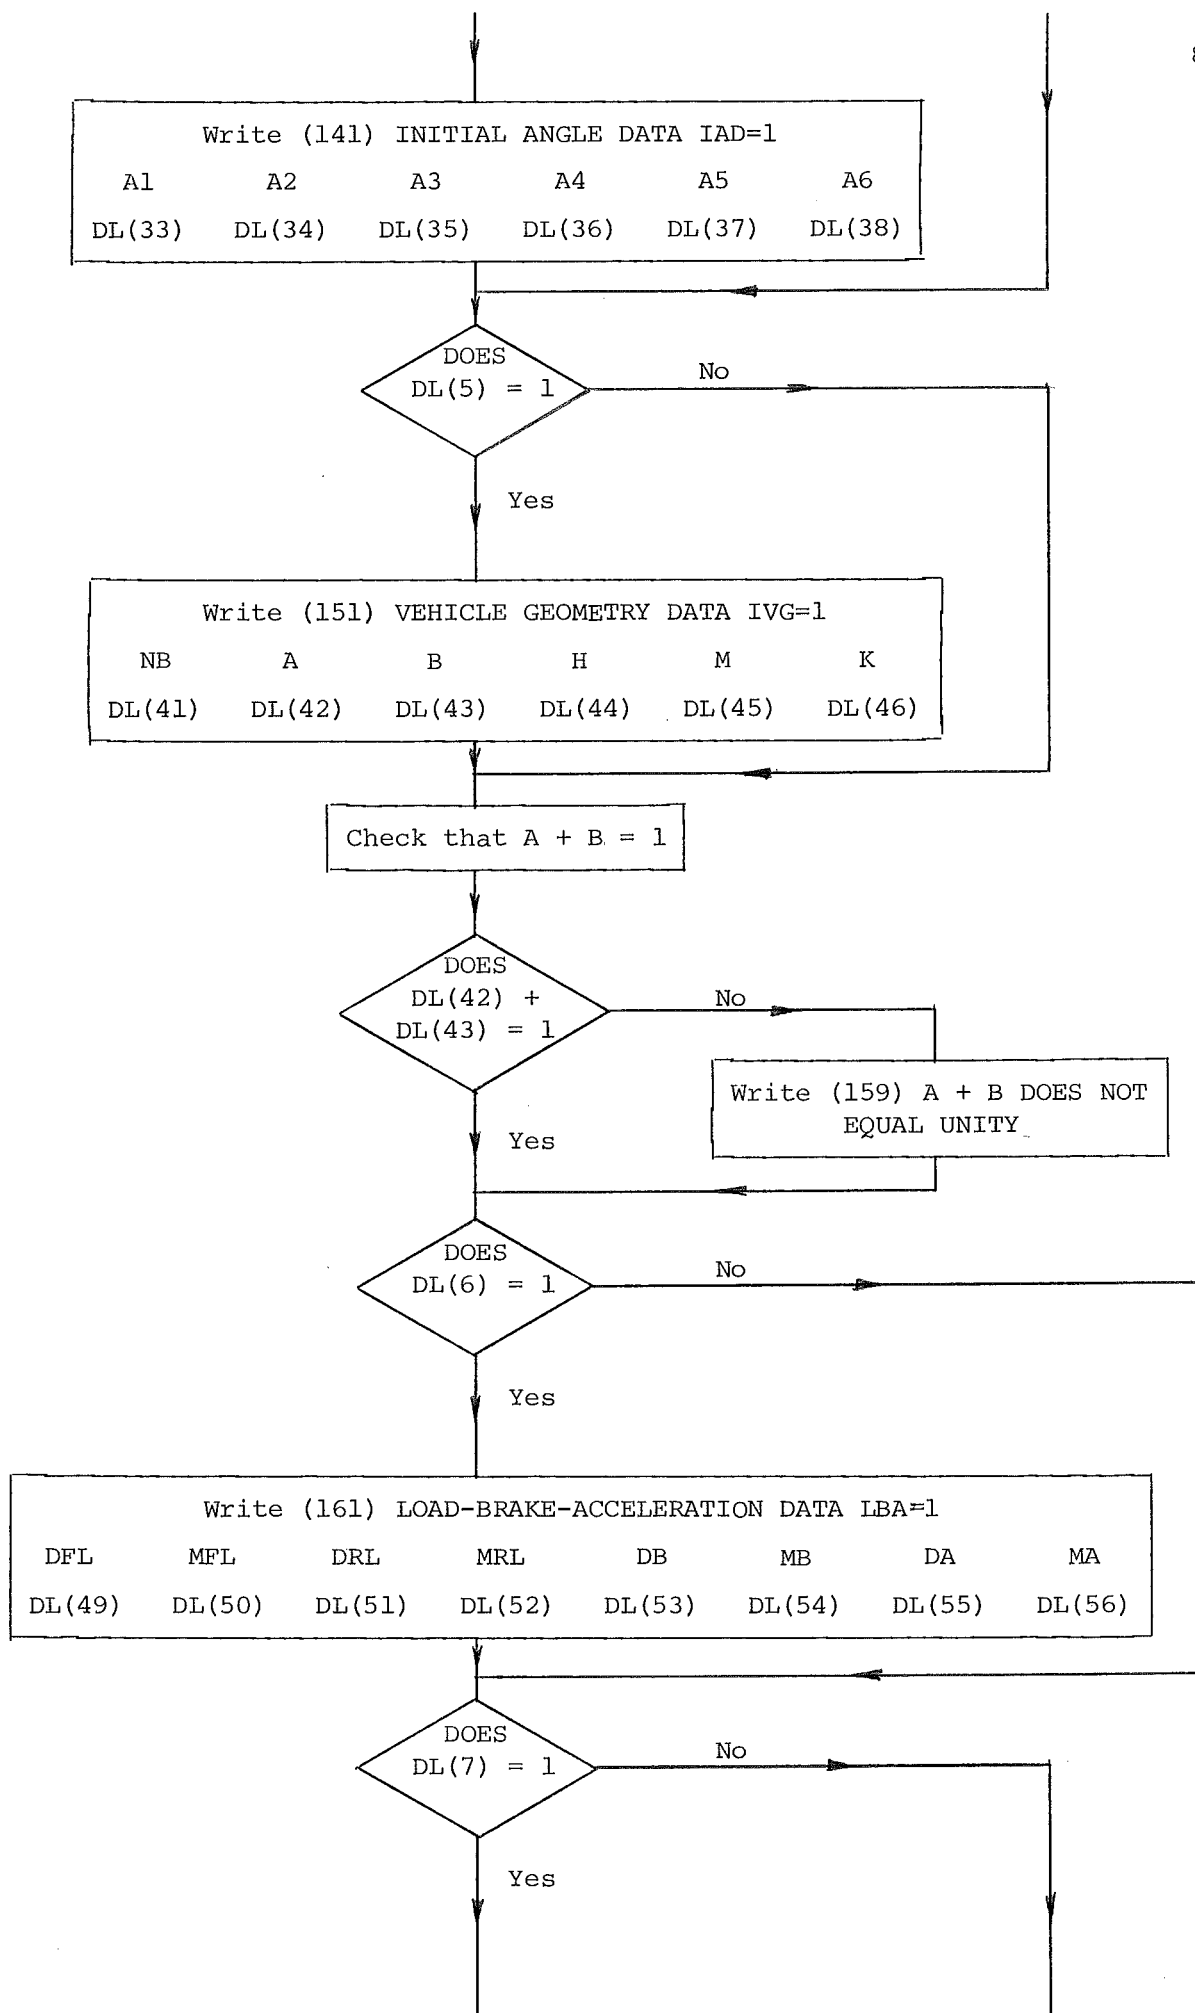 Write (141) INITIAL ANGLE DATA IAD=1
A1 A2 A3 A4 A5 A6
DL(33) DL(34) DL(35) DL(36) DL(37) DL(38)
DOES
DL(5) = 1
No
Yes
Write (151) VEHICLE GEOMETRY DATA IVG=1
NB A B H M K
DL(41) DL(42) DL(43) DL(44) DL(45) DL(46)
Check that A + B = 1
DOES
DL(42) +
DL(43) = 1
No
Write (159) A + B DOES NOT
EQUAL UNITY
Yes
DOES
DL(6) = 1
No
Yes
Write (161) LOAD-BRAKE-ACCELERATION DATA LBA=1
DFL MFL DRL MRL DB MB DA MA
DL(49) DL(50) DL(51) DL(52) DL(53) DL(54) DL(55) DL(56)
DOES
DL(7) = 1
No
Yes